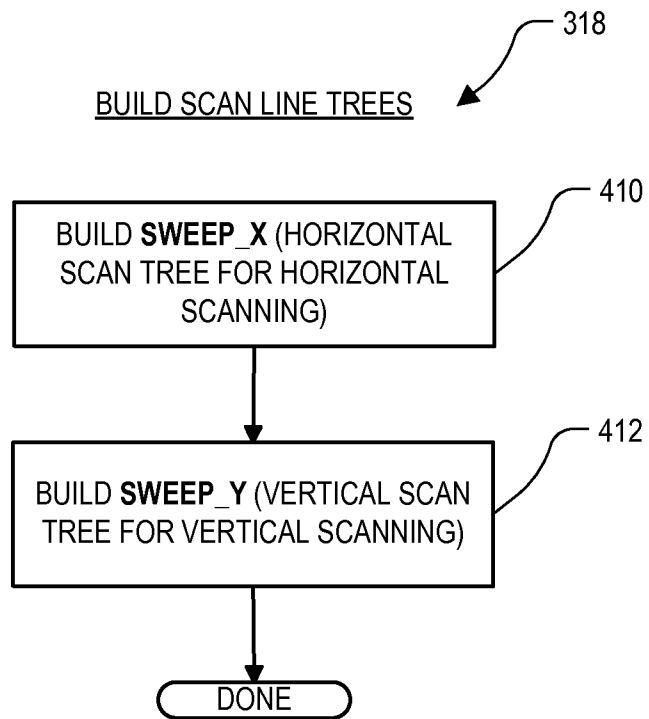 318
BUILD SCAN LINE TREES
410
BUILD SWEEP_X (HORIZONTAL
SCAN TREE FOR HORIZONTAL
SCANNING)
412
BUILD SWEEP_Y (VERTICAL SCAN
TREE FOR VERTICAL SCANNING)
DONE